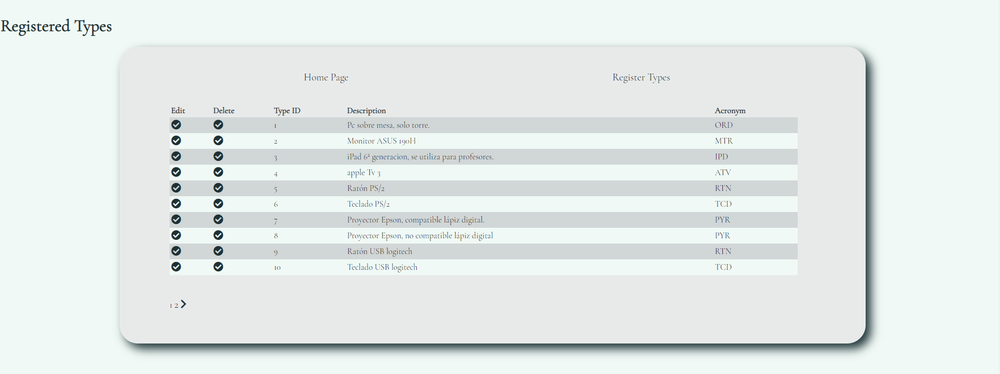 Registered Types
Home Page Register Types
Edit Delete Type ID Description Acronym
1 Pc sobre mesa, solo torre. ORD
2 Monitor ASUS 190H MTR
3 iPad 6ª generacion, se utiliza para profesores. IPD
4 apple Tv 3 ATV
5 Ratón PS/2 RTN
6 Teclado PS/2 TCD
7 Proyector Epson, compatible lápiz digital. PYR
8 Proyector Epson, no compatible lápiz digital PYR
9 Ratón USB logitech RTN
10 Teclado USB logitech TCD
1 2